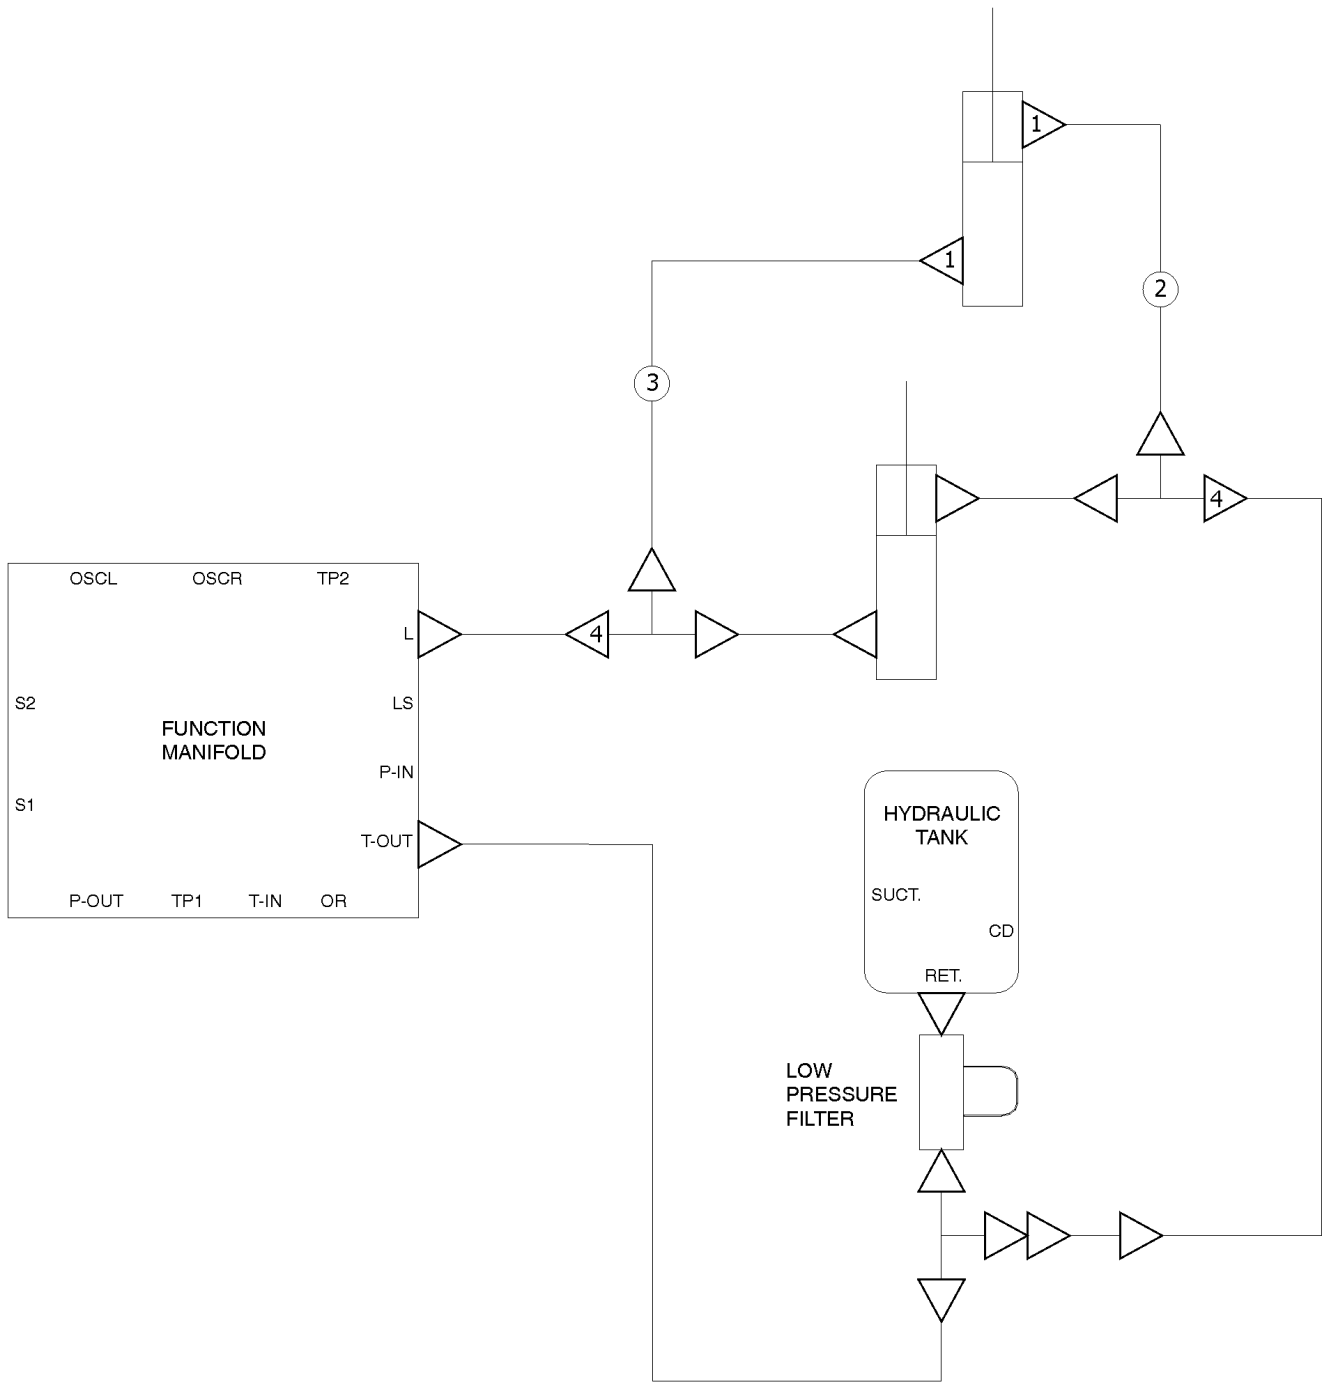 1
1
2
3
4
OSCL OSCR TP2
L
4
S2
LS
FUNCTION
MANIFOLD
P-IN
S1
T-OUT
P-OUT TP1 T-IN OR
HYDRAULIC
TANK
SUCT.
CD
RET.
LOW
PRESSURE
FILTER